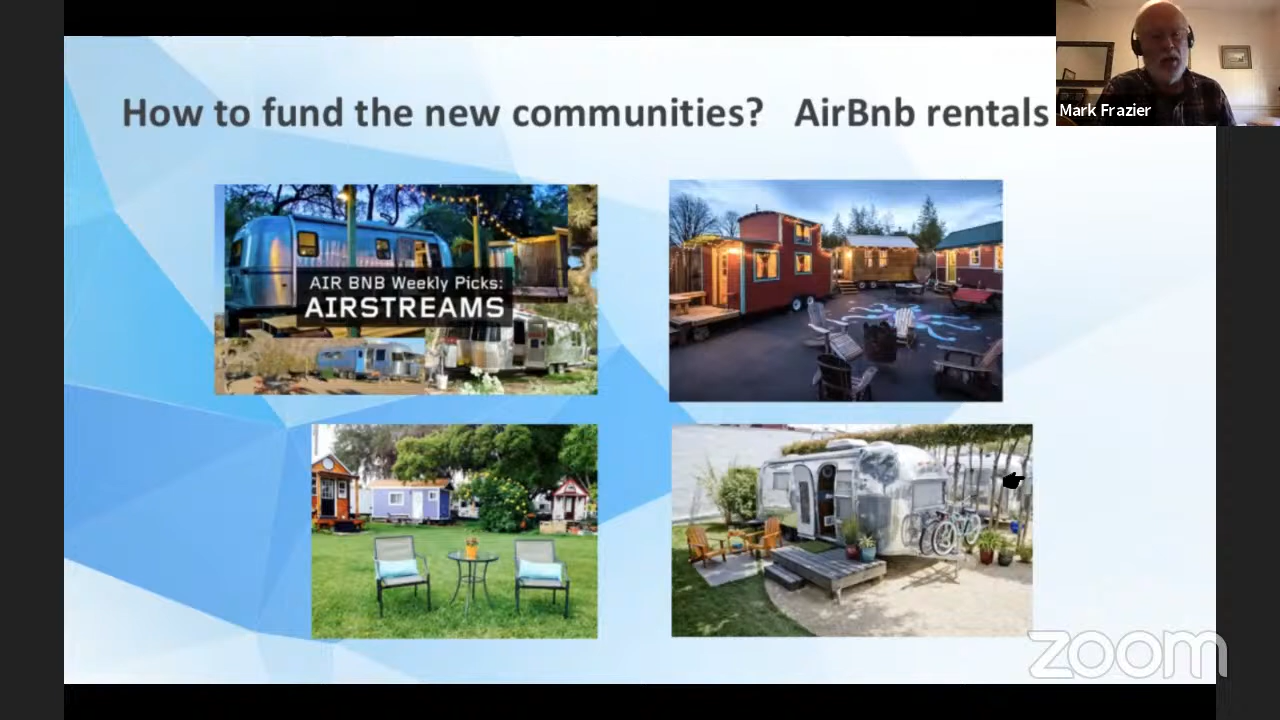 How to fund the new communities? AirBnb rentals
Mark Frazier
AIR BNB Weekly Picks:
AIRSTREAMS
zoom